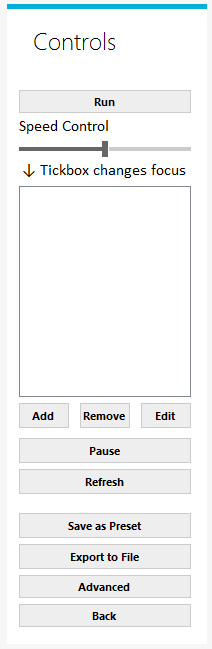 Controls
Run
Speed Control
↓ Tickbox changes focus
Add Remove Edit
Pause
Refresh
Save as Preset
Export to File
Advanced
Back